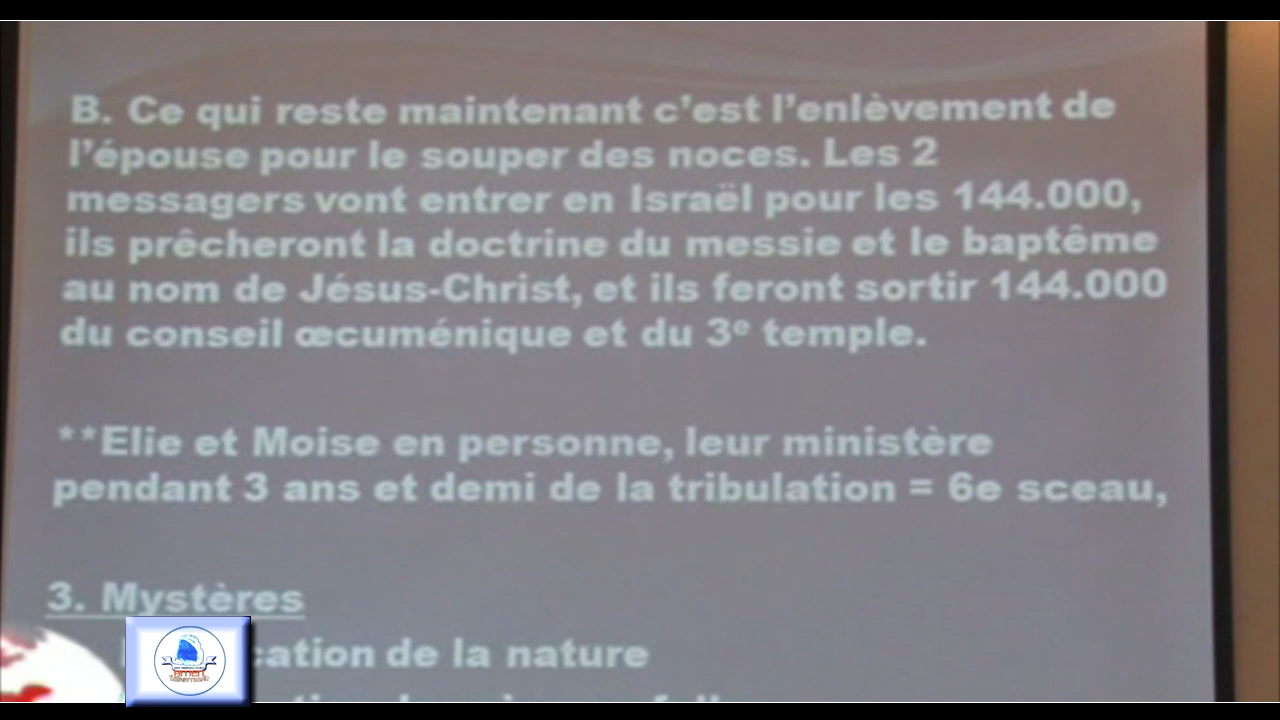 B. Ce qui reste maintenant c’est l’enlèvement de
l’épouse pour le souper des noces. Les 2
messagers vont entrer en Israël pour les 144.000,
ils prêcheront la doctrine du messie et le baptême
au nom de Jésus-Christ, et ils feront sortir 144.000
du conseil œcuménique et du 3e temple.
**Elie et Moise en personne, leur ministère
pendant 3 ans et demi de la tribulation = 6e sceau,
3. Mystères
de la nature